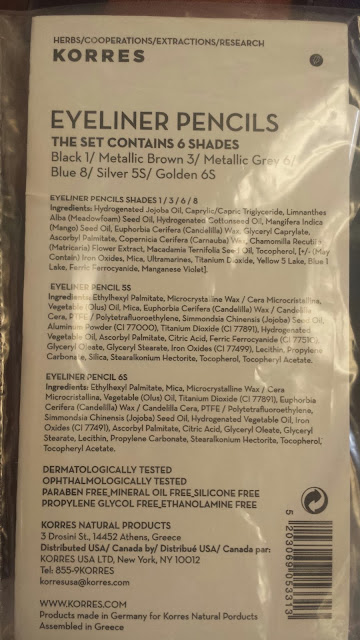 HERBS/COOPERATIONS/EXTRACTIONS/RESEARCH
KORRES
EYELINER PENCILS
THE SET CONTAINS 6 SHADES
Black 1/ Metallic Brown 3/ Metallic Grey 6/
Blue 8/ Silver 5S/ Golden 6S
EYELINER PENCILS SHADES 1 / 3 / 6 / 8
Ingredients: Hydrogenated Jojoba Oil, Caprylic/Capric Triglyceride, Limnanthes
Alba (Meadowfoam) Seed Oil, Hydrogenated Cottonseed Oil, Mangifera Indica
(Mango) Seed Oil, Euphorbia Cerifera (Candelilla) Wax, Glyceryl Caprylate,
Ascorbyl Palmitate, Copernicia Cerifera (Carnauba) Wax, Chamomilla Recutita
(Matricaria) Flower Extract, Macadamia Ternifolia Seed Oil, Tocopherol, [+/- (May
Contain) Iron Oxides, Mica, Ultramarines, Titanium Dioxide, Yellow 5 Lake, Blue 1
Lake, Ferric Ferrocyanide, Manganese Violet].
EYELINER PENCIL 5S
Ingredients: Ethylhexyl Palmitate, Microcrystalline Wax / Cera Microcristallina,
Vegetable (Olus) Oil, Mica, Euphorbia Cerifera (Candelilla) Wax / Candelilla
Cera, PTFE / Polytetrafluoroethylene, Simmondsia Chinensis (Jojoba) Seed Oil,
Aluminum Powder (CI 77000), Titanium Dioxide (CI 77891), Hydrogenated
Vegetable Oil, Ascorbyl Palmitate, Citric Acid, Ferric Ferrocyanide (CI 77510),
Glyceryl Oleate, Glyceryl Stearate, Iron Oxides (CI 77499), Lecithin, Propylene
Carbonate, Silica, Stearalkonium Hectorite, Tocopherol, Tocopheryl Acetate.
EYELINER PENCIL 6S
Ingredients: Ethylhexyl Palmitate, Mica, Microcrystalline Wax / Cera
Microcristallina, Vegetable (Olus) Oil, Titanium Dioxide (CI 77891), Euphorbia
Cerifera (Candelilla) Wax / Candelilla Cera, PTFE / Polytetrafluoroethylene,
Simmondsia Chinensis (Jojoba) Seed Oil, Hydrogenated Vegetable Oil, Iron
Oxides (CI 77491), Ascorbyl Palmitate, Citric Acid, Glyceryl Oleate, Glyceryl
Stearate, Lecithin, Propylene Carbonate, Stearalkonium Hectorite, Tocopherol,
Tocopheryl Acetate.
DERMATOLOGICALLY TESTED
OPHTHALMOLOGICALLY TESTED
PARABEN FREE_MINERAL OIL FREE_SILICONE FREE
PROPYLENE GLYCOL FREE_ETHANOLAMINE FREE
KORRES NATURAL PRODUCTS
3 Drosini St., 14452 Athens, Greece
Distributed USA/ Canada by/ Distribué USA/ Canada par:
KORRES USA LTD, New York, NY 10012
Tel: 855-9KORRES
korresusa@korres.com
WWW.KORRES.COM
Products made in Germany for Korres Natural Porducts
Assembled in Greece
5 203069 053313